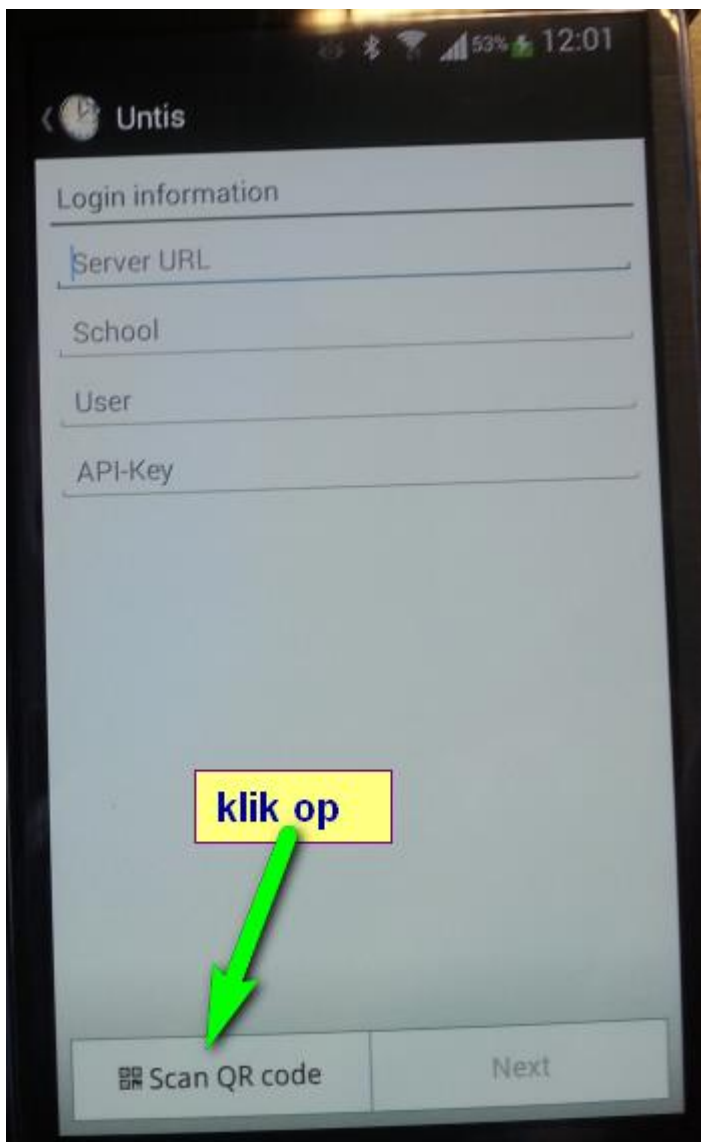 53% 12:01
Untis
Login information
Server URL
School
User
API-Key
klik op
Scan QR code
Next